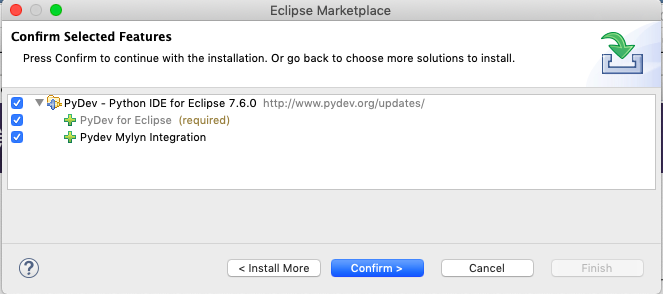 Eclipse Marketplace
Confirm Selected Features
Press Confirm to continue with the installation. Or go back to choose more solutions to install.
PyDev - Python IDE for Eclipse 7.6.0 http://www.pydev.org/updates/
PyDev for Eclipse (required)
Pydev Mylyn Integration
? < Install More Confirm > Cancel Finish